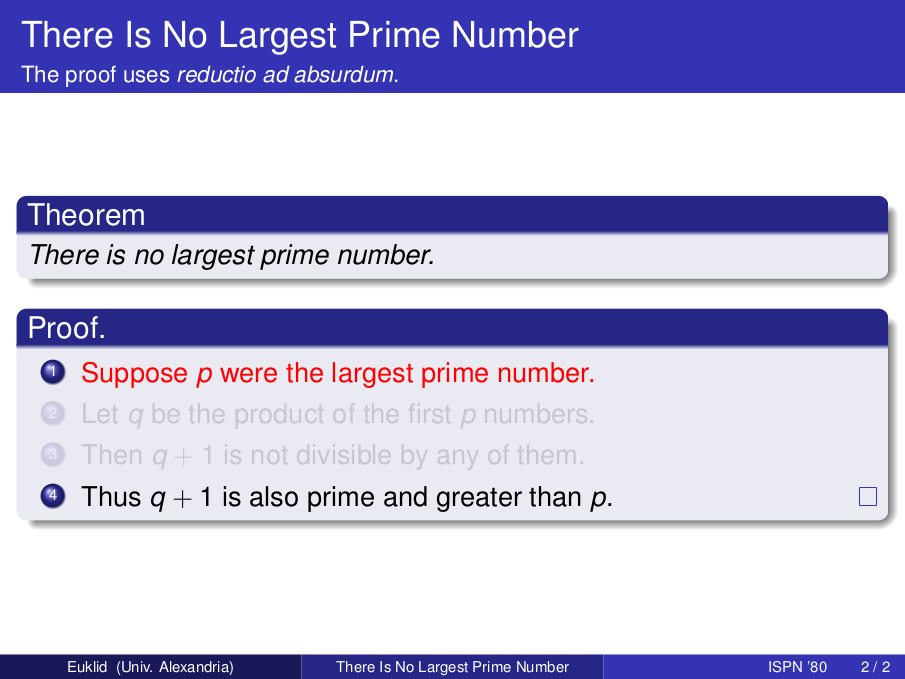 There Is No Largest Prime Number
The proof uses reductio ad absurdum.
Theorem
There is no largest prime number.
Proof.
1 Suppose p were the largest prime number.
2 Let q be the product of the first p numbers.
3 Then q + 1 is not divisible by any of them.
4 Thus q + 1 is also prime and greater than p. □
Euklid (Univ. Alexandria) There Is No Largest Prime Number ISPN ’80 2 / 2